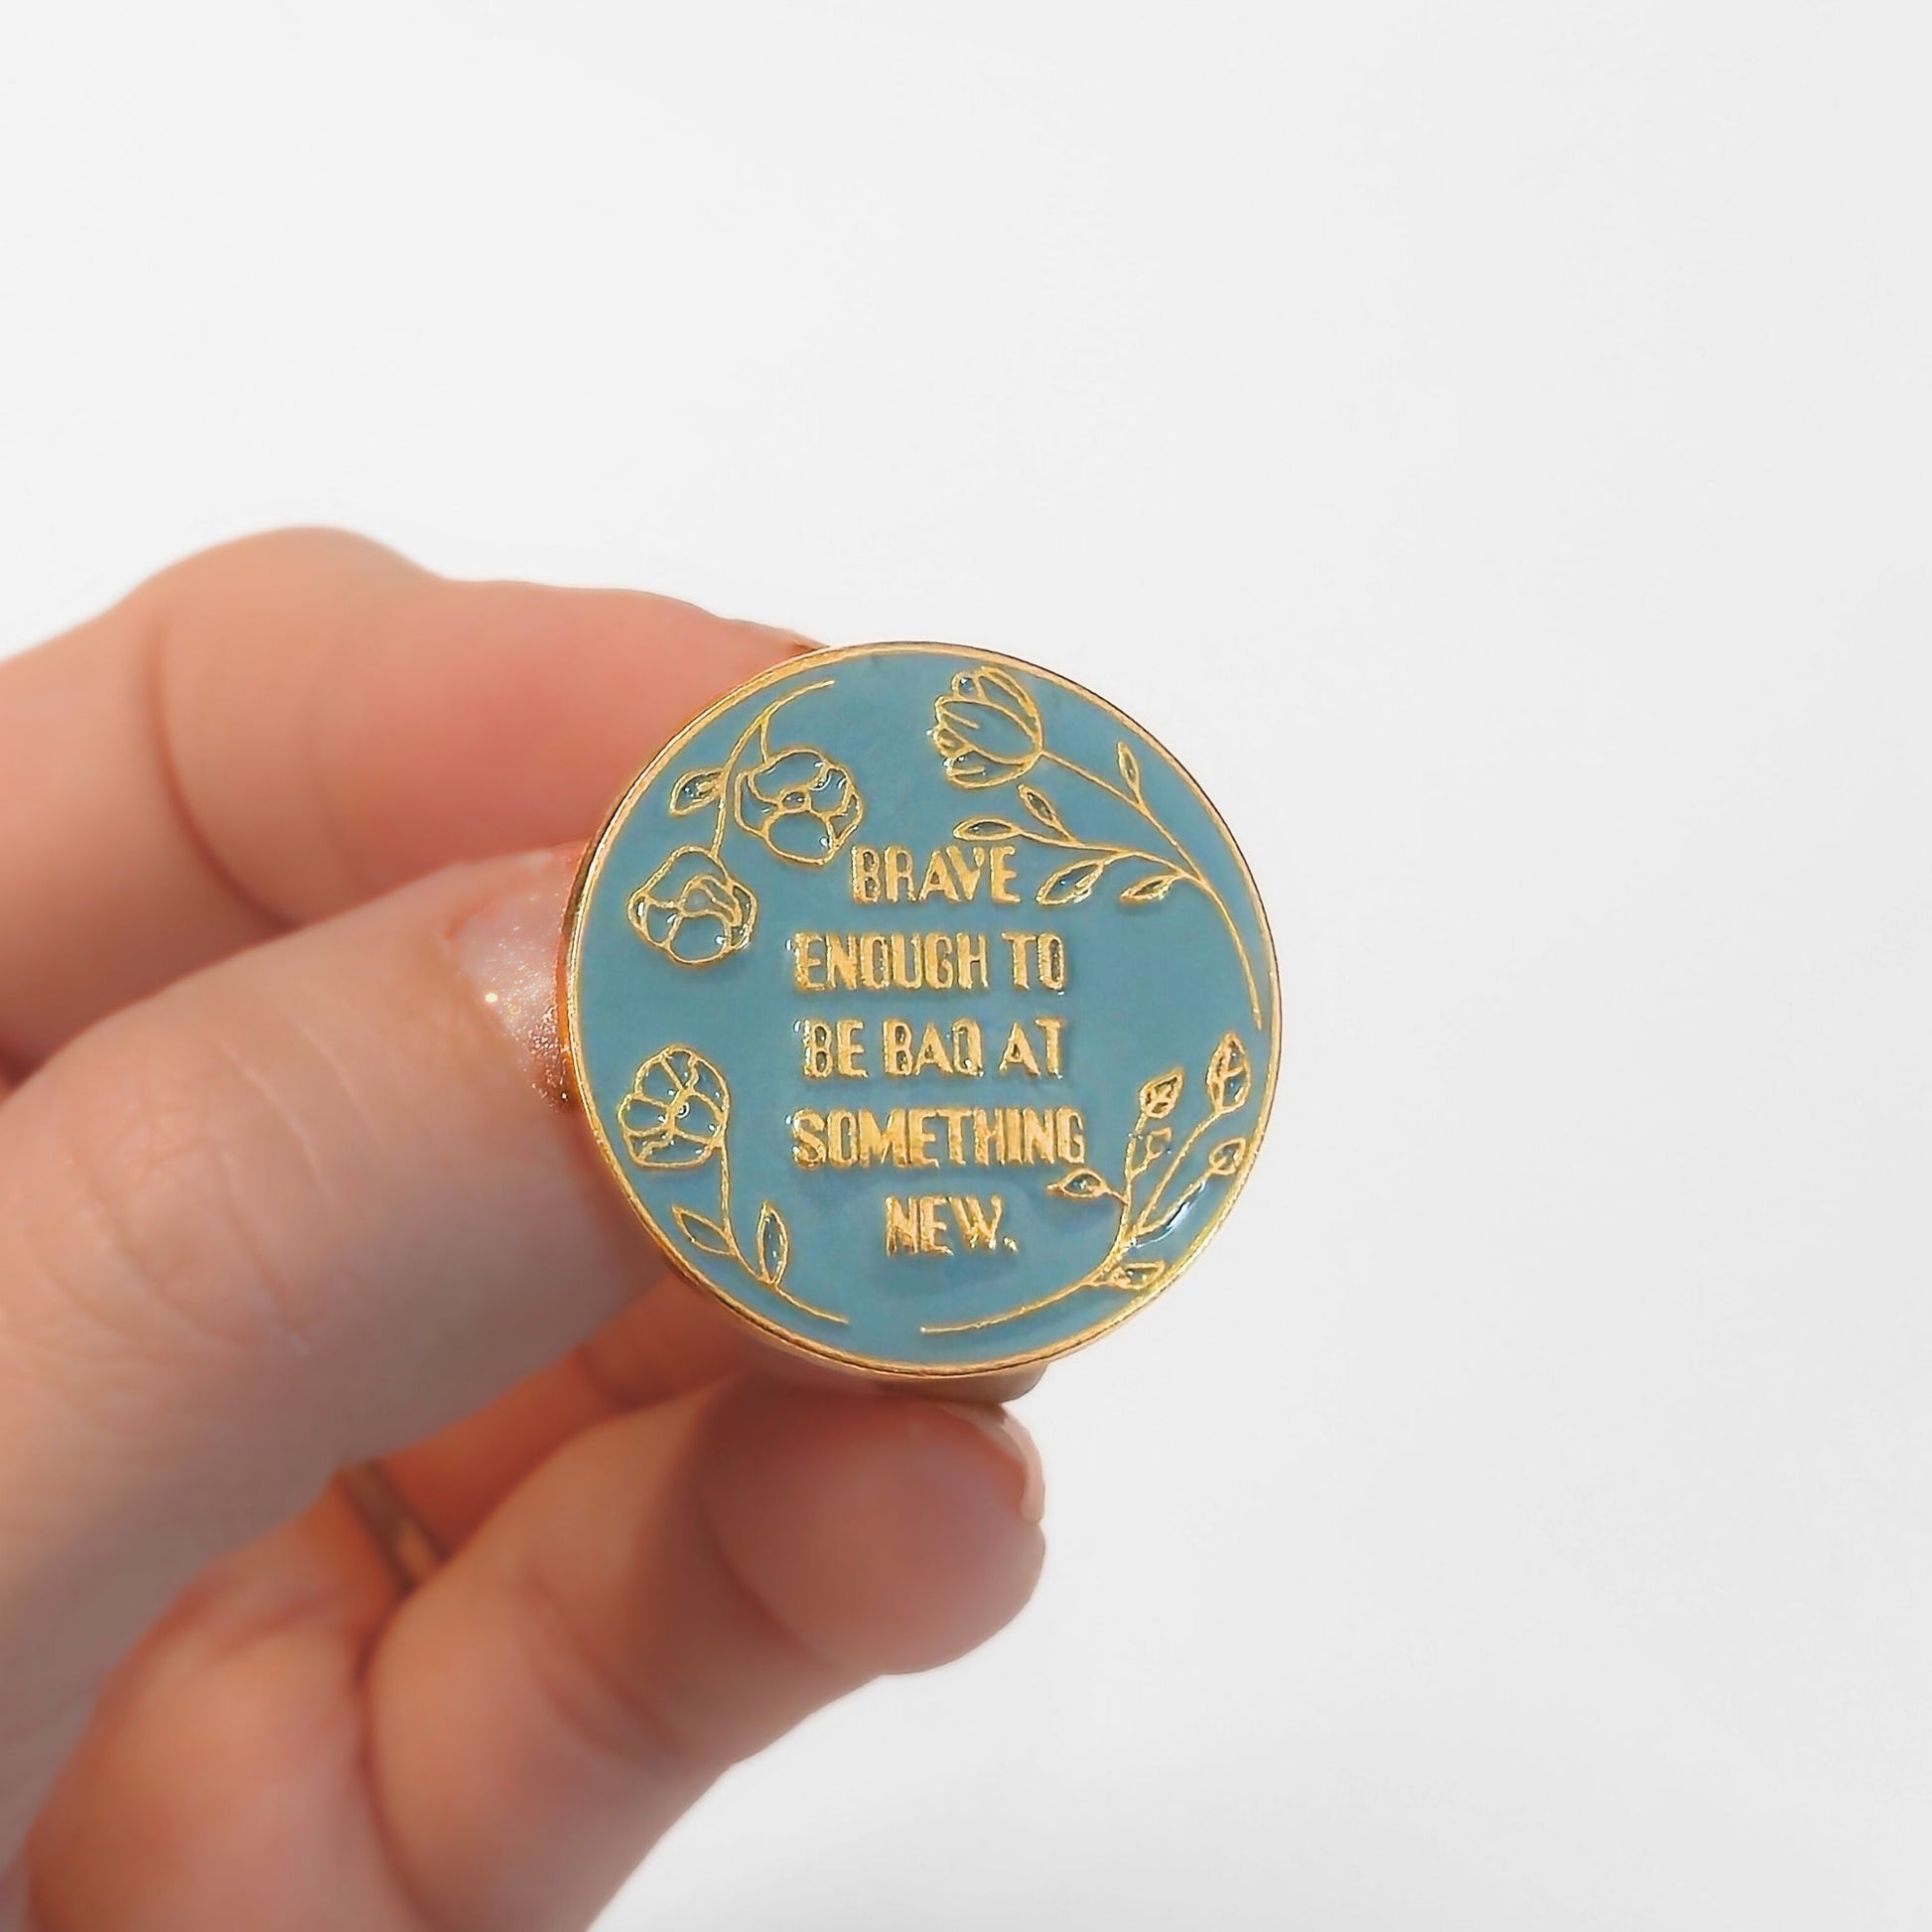 BRAVE
ENOUGH TO
BE BAD AT
SOMETHING
NEW.